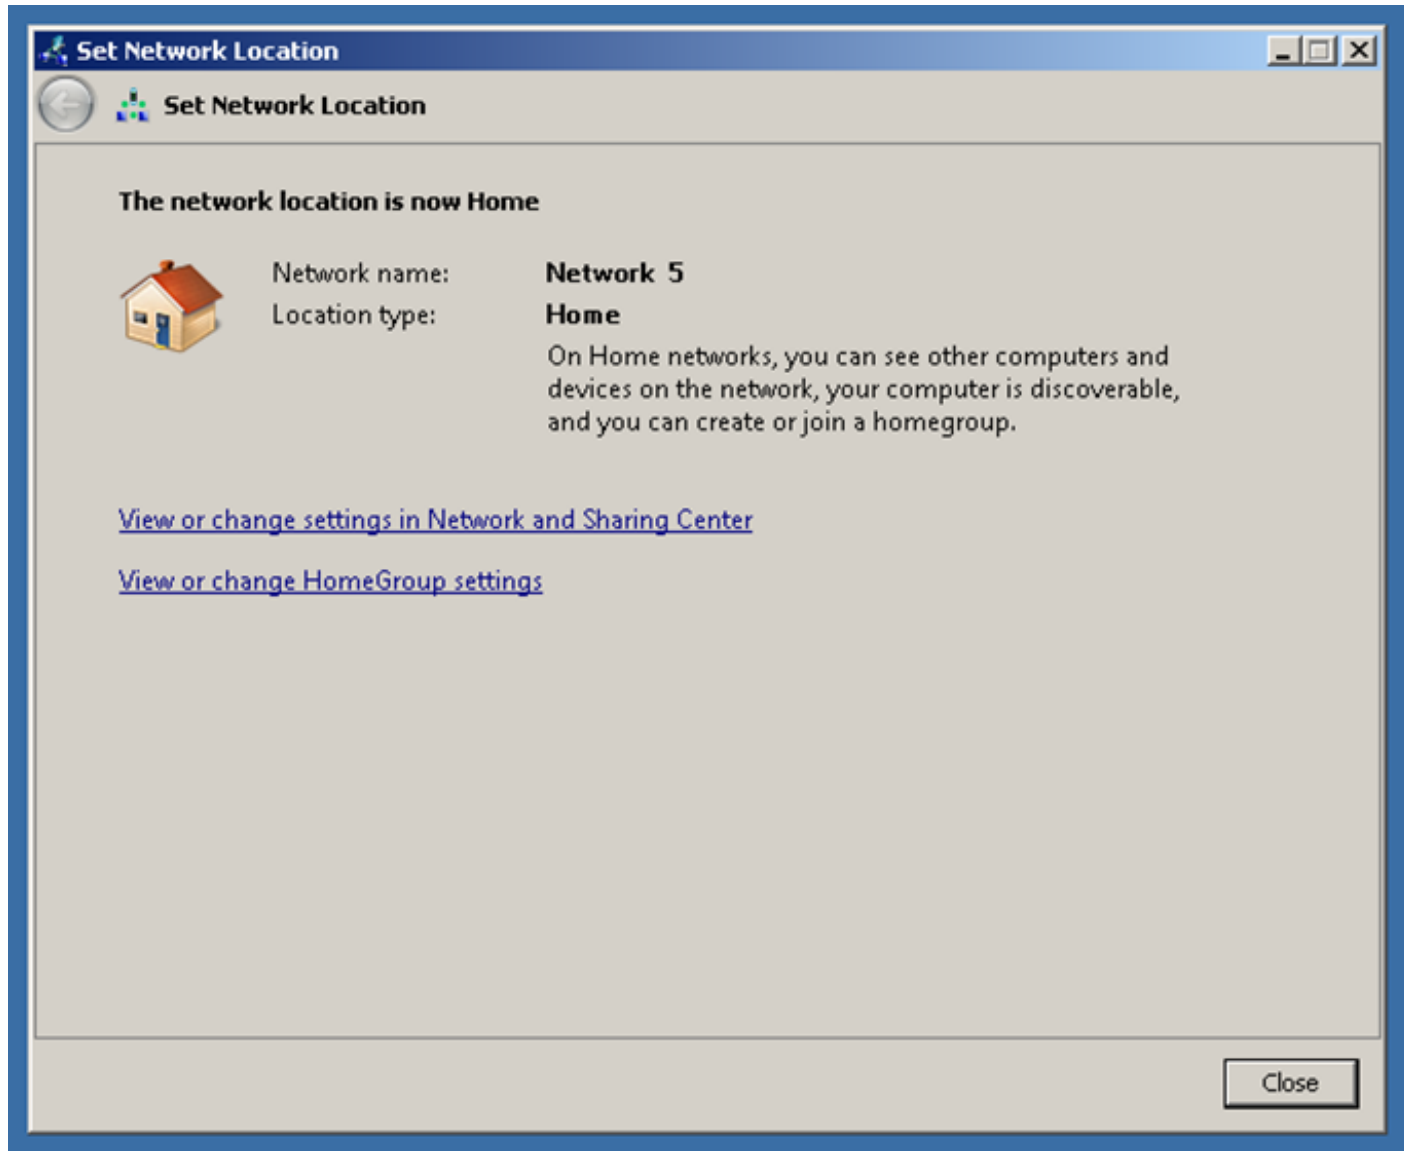 Set Network Location
Set Network Location
The network location is now Home
Network name: Network 5
Location type: Home
On Home networks, you can see other computers and
devices on the network, your computer is discoverable,
and you can create or join a homegroup.
View or change settings in Network and Sharing Center
View or change HomeGroup settings
Close